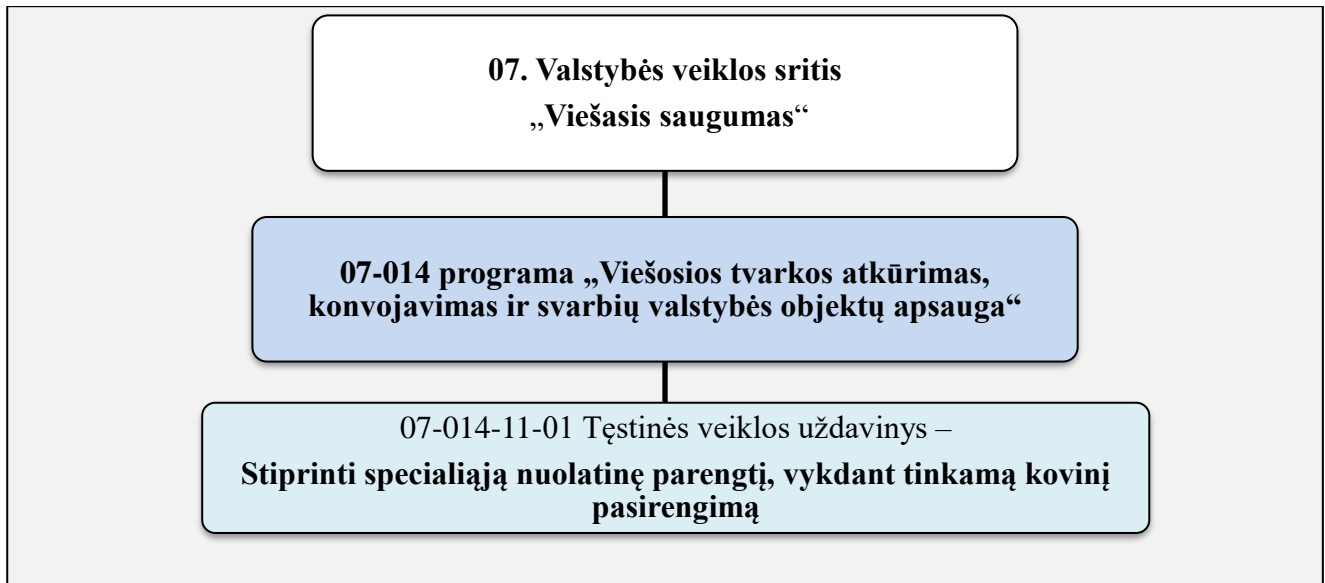 07. Valstybės veiklos sritis
„Viešasis saugumas“
07-014 programa „Viešosios tvarkos atkūrimas,
konvojavimas ir svarbių valstybės objektų apsauga“
07-014-11-01 Tęstinės veiklos uždavinys –
Stiprinti specialiąją nuolatinę parengtį, vykdant tinkamą kovinį
pasirengimą